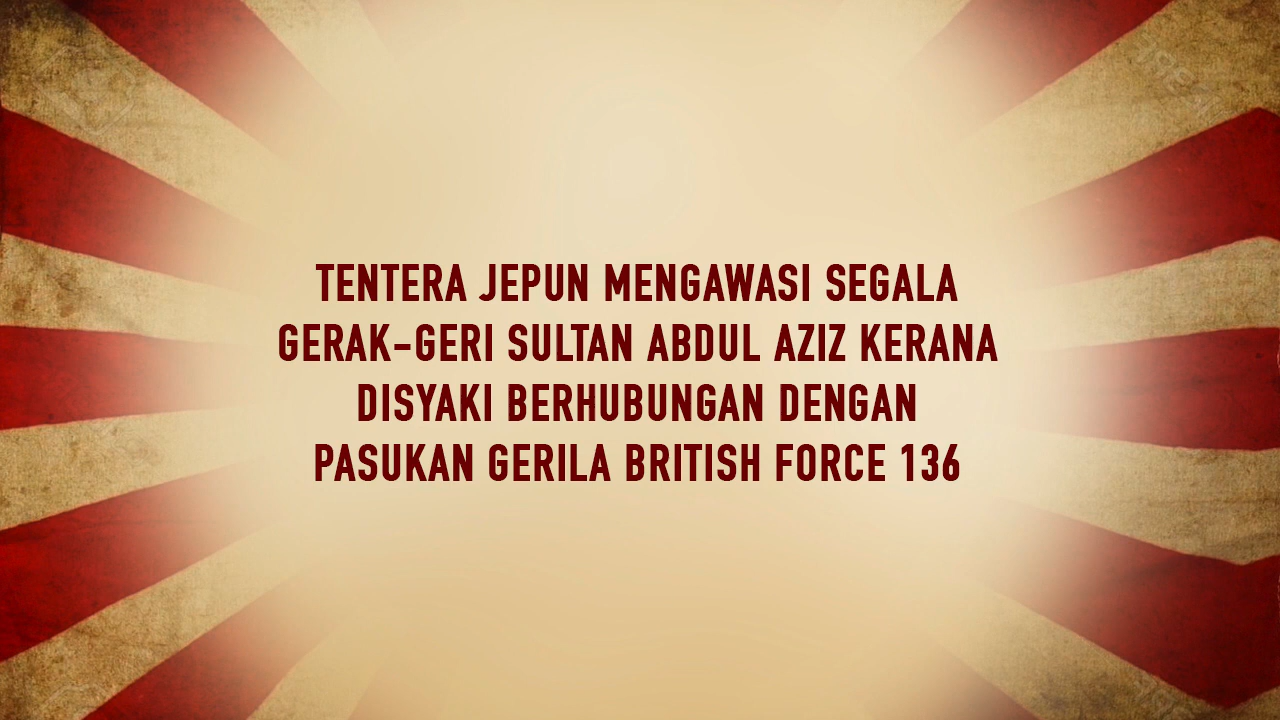 TENTERA JEPUN MENGAWASI SEGALA
GERAK-GERI SULTAN ABDUL AZIZ KERANA
DISYAKI BERHUBUNGAN DENGAN
PASUKAN GERILA BRITISH FORCE 136